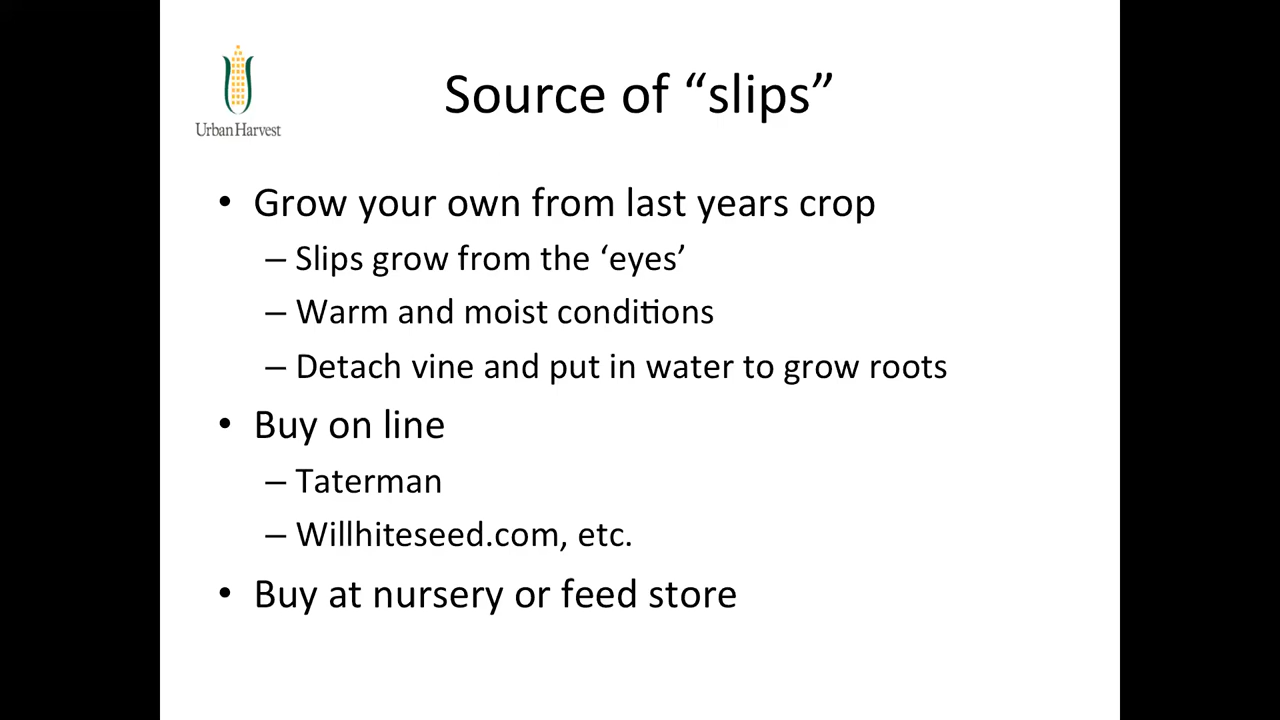 Urban Harvest
Source of “slips”
• Grow your own from last years crop
– Slips grow from the ‘eyes’
– Warm and moist conditions
– Detach vine and put in water to grow roots
• Buy on line
– Taterman
– Willhiteseed.com, etc.
• Buy at nursery or feed store